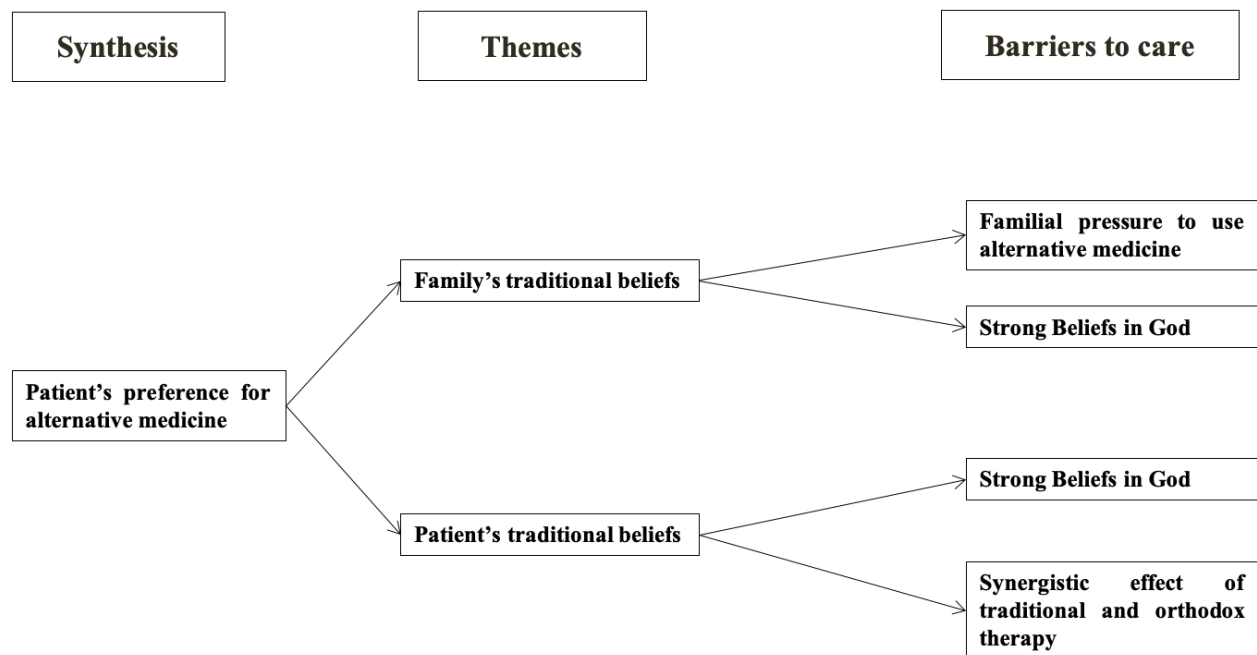 Synthesis
Themes
Barriers to care
Familial pressure to use
alternative medicine
Family’s traditional beliefs
Strong Beliefs in God
Patient’s preference for
alternative medicine
Strong Beliefs in God
Patient’s traditional beliefs
Synergistic effect of
traditional and orthodox
therapy